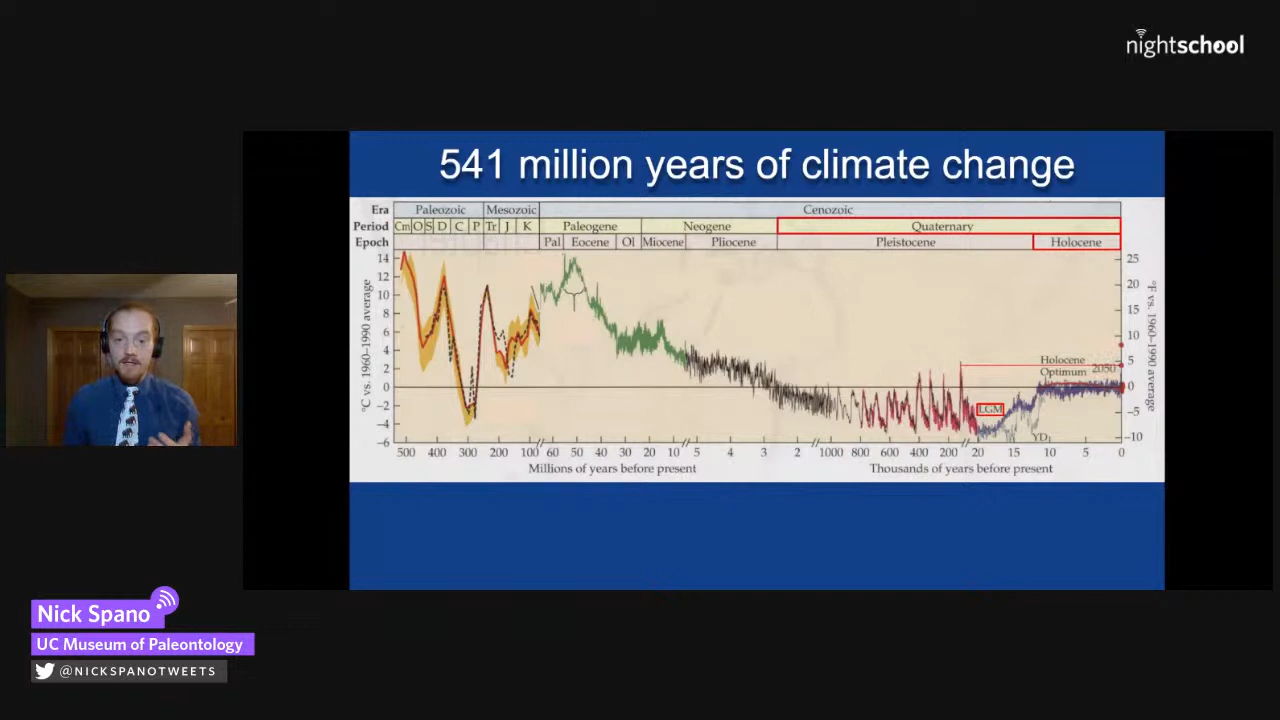 nightschool
541 million years of climate change
Era Paleozoic Mesozoic Cenozoic
Period Cm O S D C P Tr J K Paleogene Neogene Quaternary
Epoch Pal Eocene Ol Miocene Pliocene Pleistocene Holocene
14
12
10
8
6
4
2
0
−2
−4
−6
°C vs. 1960–1990 average
25
20
15
10
5
0
−5
−10
°F vs. 1960–1990 average
Holocene
Optimum 2050
LGM
YD
500 400 300 200 100 60 50 40 30 20 10 5 4 3 2 1000 800 600 400 200 20 15 10 5 0
Millions of years before present Thousands of years before present
Nick Spano
UC Museum of Paleontology
@NICKSPANOTWEETS